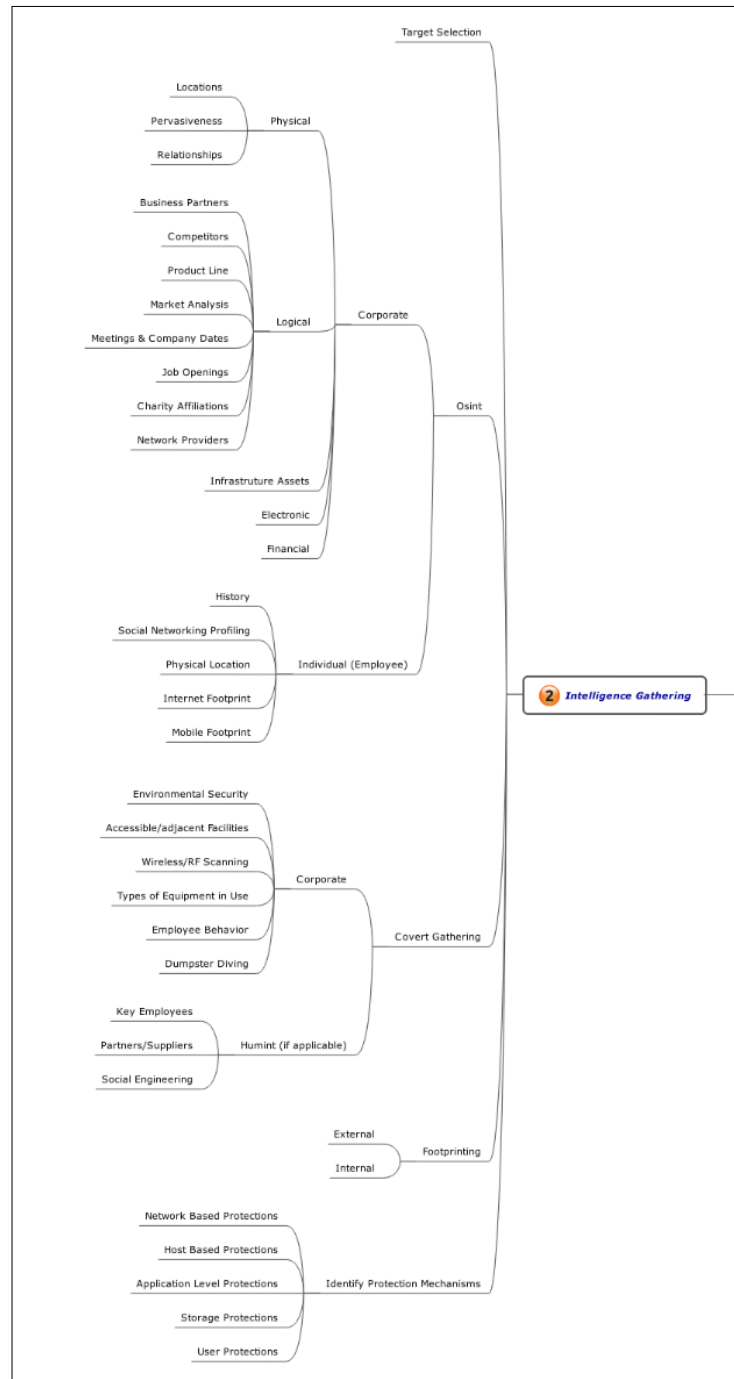 Target Selection
Locations
Pervasiveness
Physical
Relationships
Business Partners
Competitors
Product Line
Market Analysis
Logical
Corporate
Meetings & Company Dates
Job Openings
Charity Affiliations
Osint
Network Providers
Infrastruture Assets
Electronic
Financial
History
Social Networking Profiling
Physical Location
Individual (Employee)
Internet Footprint
Mobile Footprint
2 Intelligence Gathering
Environmental Security
Accessible/adjacent Facilities
Wireless/RF Scanning
Corporate
Types of Equipment in Use
Employee Behavior
Covert Gathering
Dumpster Diving
Key Employees
Partners/Suppliers
Humint (if applicable)
Social Engineering
External
Footprinting
Internal
Network Based Protections
Host Based Protections
Application Level Protections
Identify Protection Mechanisms
Storage Protections
User Protections